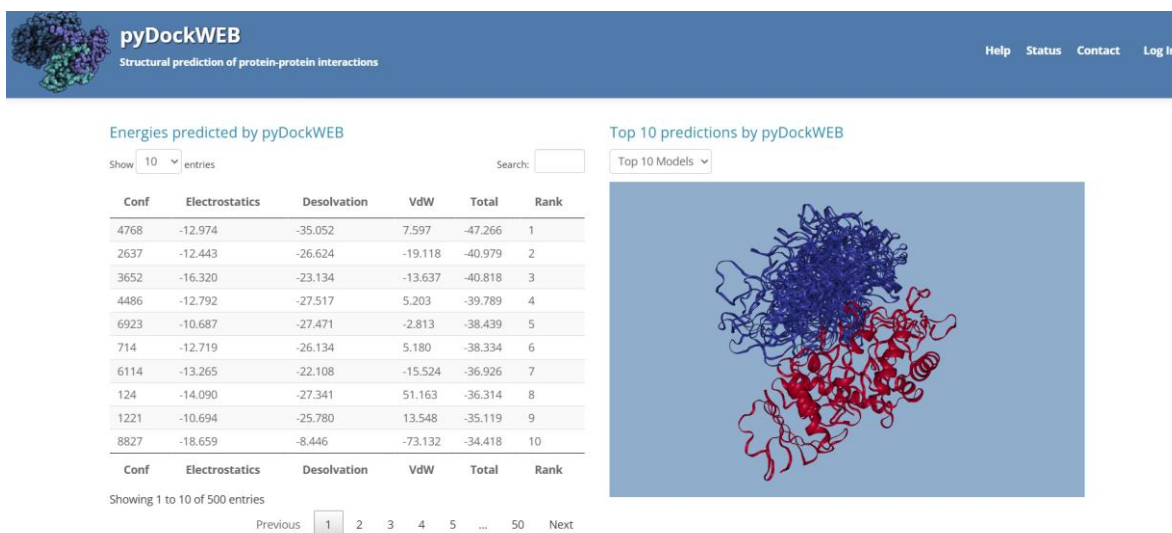 pyDockWEB
Structural prediction of protein-protein interactions
Help Status Contact Log In
Energies predicted by pyDockWEB
Show 10 entries Search:
Conf Electrostatics Desolvation VdW Total Rank
4768 -12.974 -35.052 7.597 -47.266 1
2637 -12.443 -26.624 -19.118 -40.979 2
3652 -16.320 -23.134 -13.637 -40.818 3
4486 -12.792 -27.517 5.203 -39.789 4
6923 -10.687 -27.471 -2.813 -38.439 5
714 -12.719 -26.134 5.180 -38.334 6
6114 -13.265 -22.108 -15.524 -36.926 7
124 -14.090 -27.341 51.163 -36.314 8
1221 -10.694 -25.780 13.548 -35.119 9
8827 -18.659 -8.446 -73.132 -34.418 10
Conf Electrostatics Desolvation VdW Total Rank
Showing 1 to 10 of 500 entries
Previous 1 2 3 4 5 ... 50 Next
Top 10 predictions by pyDockWEB
Top 10 Models